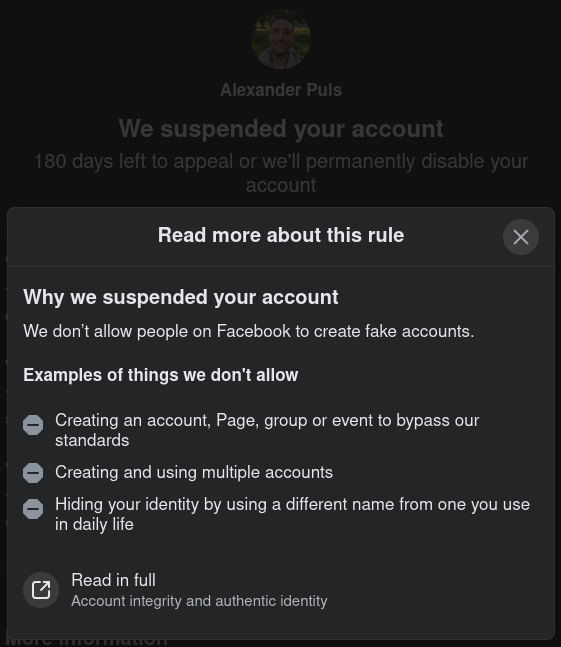 Alexander Puls
We suspended your account
180 days left to appeal or we'll permanently disable your
account
Read more about this rule
Why we suspended your account
We don’t allow people on Facebook to create fake accounts.
Examples of things we don't allow
Creating an account, Page, group or event to bypass our
standards
Creating and using multiple accounts
Hiding your identity by using a different name from one you use
in daily life
Read in full
Account integrity and authentic identity
More information